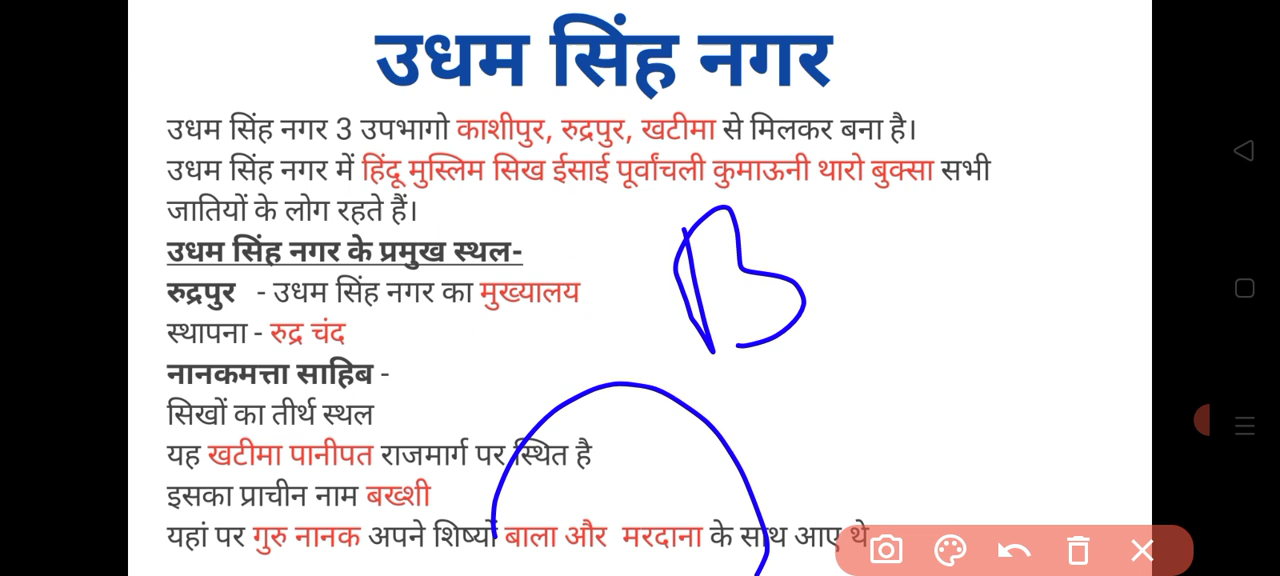 उधम सिंह नगर
उधम सिंह नगर 3 उपभागो काशीपुर, रुद्रपुर, खटीमा से मिलकर बना है।
उधम सिंह नगर में हिंदू मुस्लिम सिख ईसाई पूर्वांचली कुमाऊनी थारो बुक्सा सभी
जातियों के लोग रहते हैं।
उधम सिंह नगर के प्रमुख स्थल-
रुद्रपुर - उधम सिंह नगर का मुख्यालय
स्थापना - रुद्र चंद
नानकमत्ता साहिब -
सिखों का तीर्थ स्थल
यह खटीमा पानीपत राजमार्ग पर स्थित है
इसका प्राचीन नाम बख्शी
यहां पर गुरु नानक अपने शिष्यों बाला और मरदाना के साथ आए थे